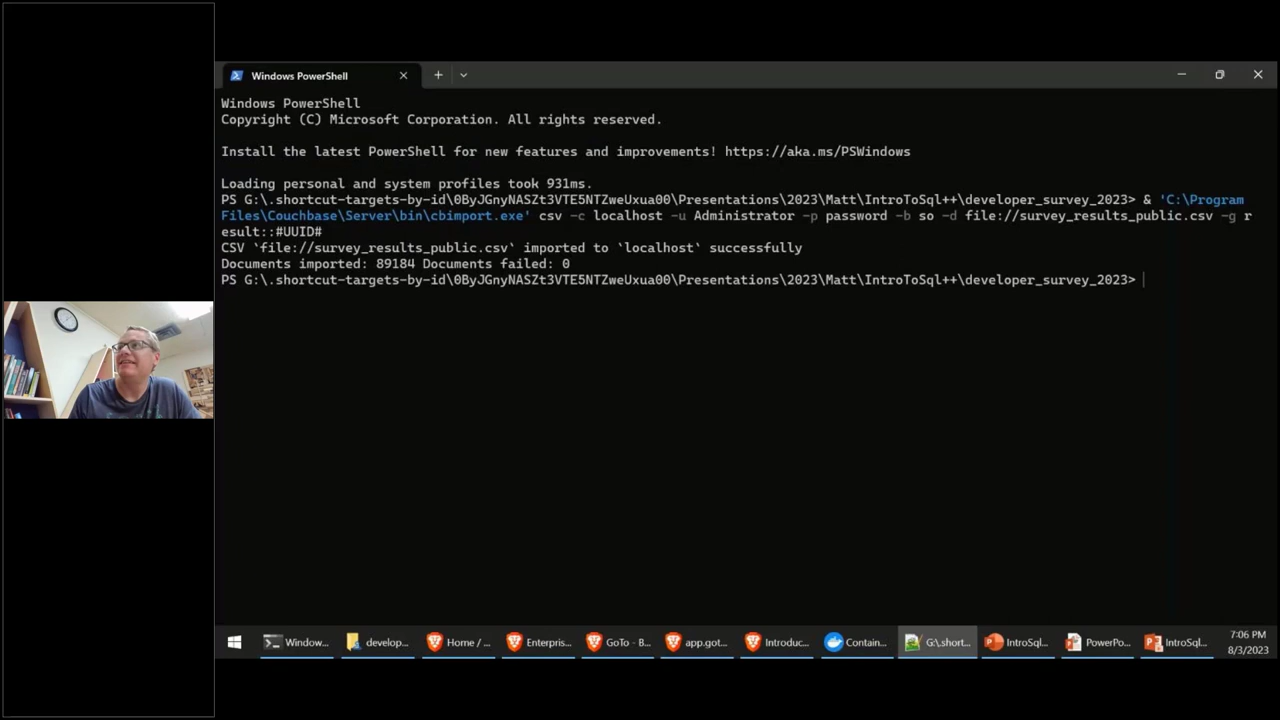 Windows PowerShell
Windows PowerShell
Copyright (C) Microsoft Corporation. All rights reserved.
Install the latest PowerShell for new features and improvements! https://aka.ms/PSWindows
Loading personal and system profiles took 931ms.
PS G:\.shortcut-targets-by-id\0ByJGnyNASZt3VTE5NTZweUxua00\Presentations\2023\Matt\IntroToSql++\developer_survey_2023> & 'C:\Program
Files\Couchbase\Server\bin\cbimport.exe' csv -c localhost -u Administrator -p password -b so -d file://survey_results_public.csv -g r
esult::#UUID#
CSV `file://survey_results_public.csv` imported to `localhost` successfully
Documents imported: 89184 Documents failed: 0
PS G:\.shortcut-targets-by-id\0ByJGnyNASZt3VTE5NTZweUxua00\Presentations\2023\Matt\IntroToSql++\developer_survey_2023>
Window... develop... Home / ... Enterpris... GoTo - B... app.got... Introduc... Contain... G:\.short... IntroSql... PowerPo... IntroSql...
7:06 PM
8/3/2023